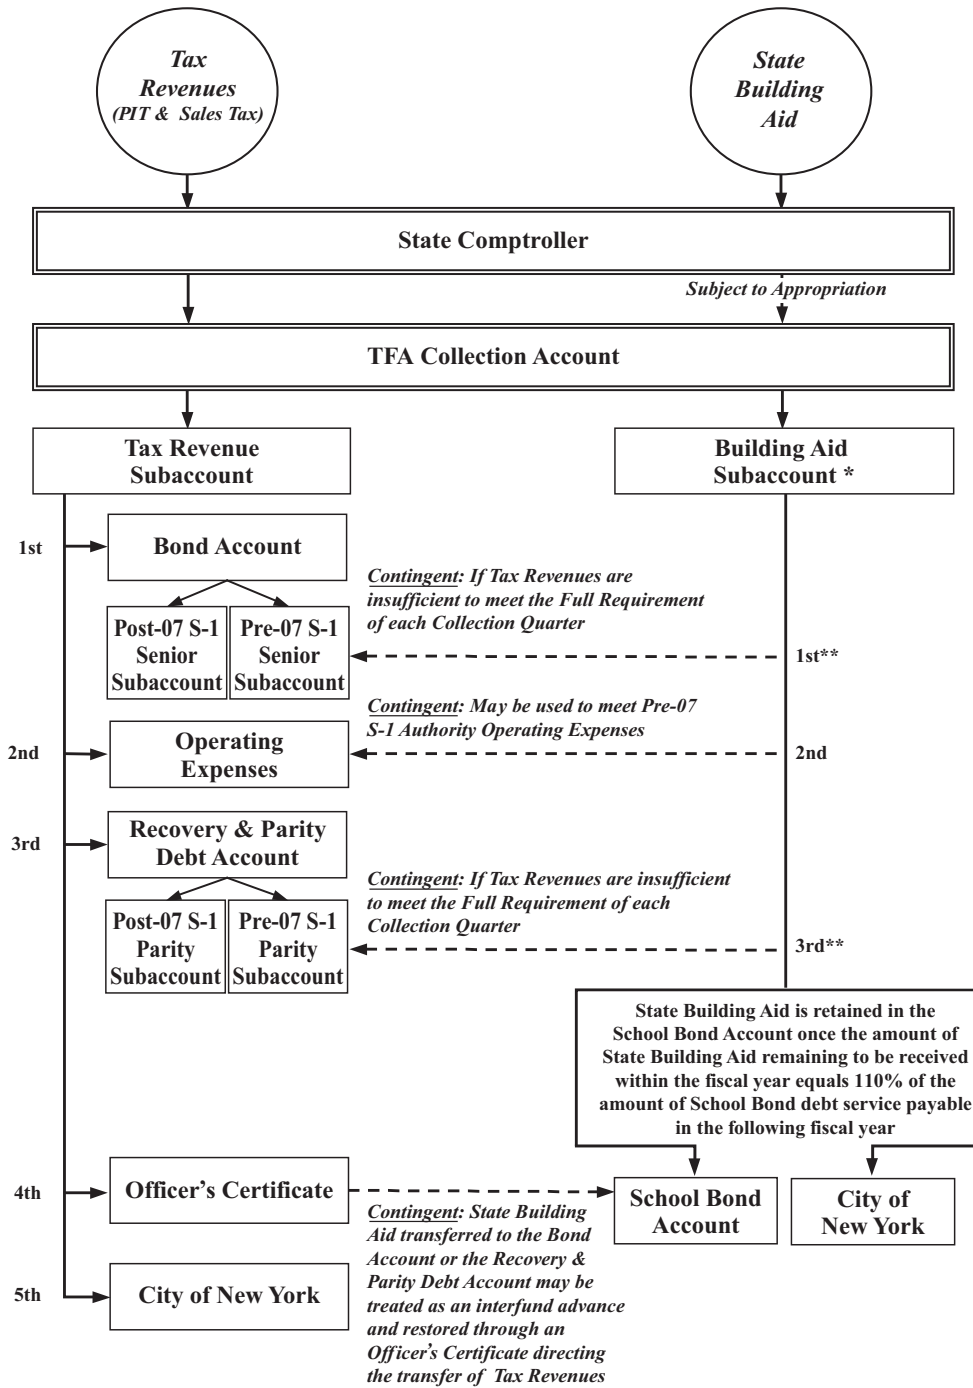 Tax
Revenues
(PIT & Sales Tax)
State
Building
Aid
State Comptroller
Subject to Appropriation
TFA Collection Account
Tax Revenue
Subaccount
Building Aid
Subaccount *
1st
Bond Account
Contingent: If Tax Revenues are
insufficient to meet the Full Requirement
of each Collection Quarter
Post-07 S-1
Senior
Subaccount
Pre-07 S-1
Senior
Subaccount
1st**
Contingent: May be used to meet Pre-07
S-1 Authority Operating Expenses
2nd
Operating
Expenses
2nd
3rd
Recovery & Parity
Debt Account
Contingent: If Tax Revenues are insufficient
to meet the Full Requirement of each
Collection Quarter
Post-07 S-1
Parity
Subaccount
Pre-07 S-1
Parity
Subaccount
3rd**
State Building Aid is retained in the
School Bond Account once the amount of
State Building Aid remaining to be received
within the fiscal year equals 110% of the
amount of School Bond debt service payable
in the following fiscal year
4th
Officer's Certificate
School Bond
Account
City of
New York
Contingent: State Building
Aid transferred to the Bond
Account or the Recovery &
Parity Debt Account may be
treated as an interfund advance
and restored through an
Officer's Certificate directing
the transfer of Tax Revenues
5th
City of New York